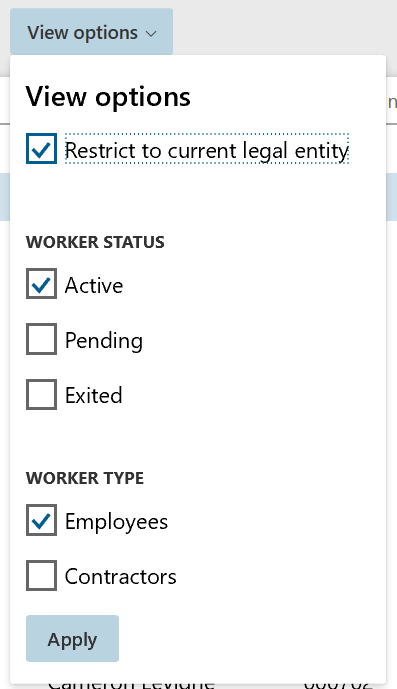 View options
View options
Restrict to current legal entity
WORKER STATUS
Active
Pending
Exited
WORKER TYPE
Employees
Contractors
Apply